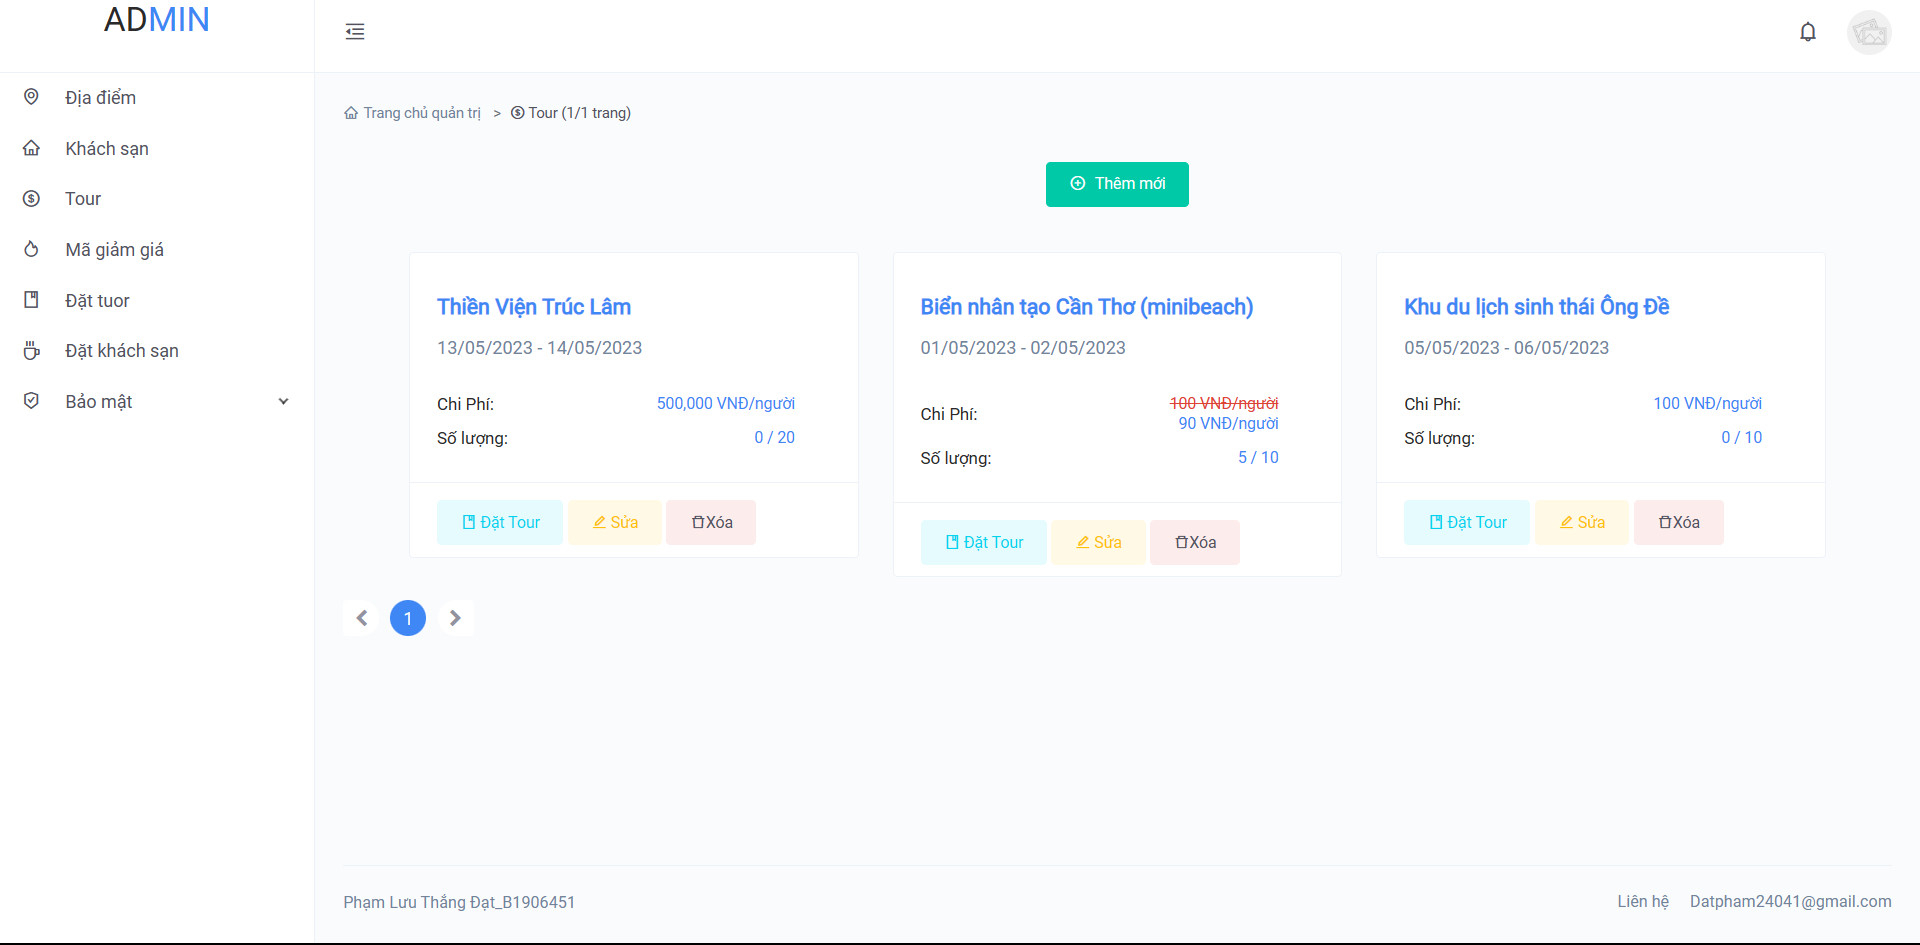 ADMIN
Địa điểm
Khách sạn
Tour
Mã giảm giá
Đặt tuor
Đặt khách sạn
Bảo mật
Trang chủ quản trị > Tour (1/1 trang)
Thêm mới
Thiền Viện Trúc Lâm
13/05/2023 - 14/05/2023
Chi Phí: 500,000 VNĐ/người
Số lượng: 0 / 20
Đặt Tour Sửa Xóa
Biển nhân tạo Cần Thơ (minibeach)
01/05/2023 - 02/05/2023
Chi Phí: 100 VNĐ/người
90 VNĐ/người
Số lượng: 5 / 10
Đặt Tour Sửa Xóa
Khu du lịch sinh thái Ông Đề
05/05/2023 - 06/05/2023
Chi Phí: 100 VNĐ/người
Số lượng: 0 / 10
Đặt Tour Sửa Xóa
1
Phạm Lưu Thắng Đạt_B1906451
Liên hệ Datpham24041@gmail.com